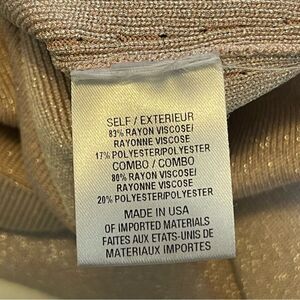 SELF / EXTERIEUR
83% RAYON VISCOSE/
RAYONNE VISCOSE
17% POLYESTER/POLYESTER
COMBO / COMBO
80% RAYON VISCOSE/
RAYONNE VISCOSE
20% POLYESTER/POLYESTER
MADE IN USA
OF IMPORTED MATERIALS
FAITES AUX ETATS-UNIS DE
MATERIAUX IMPORTES